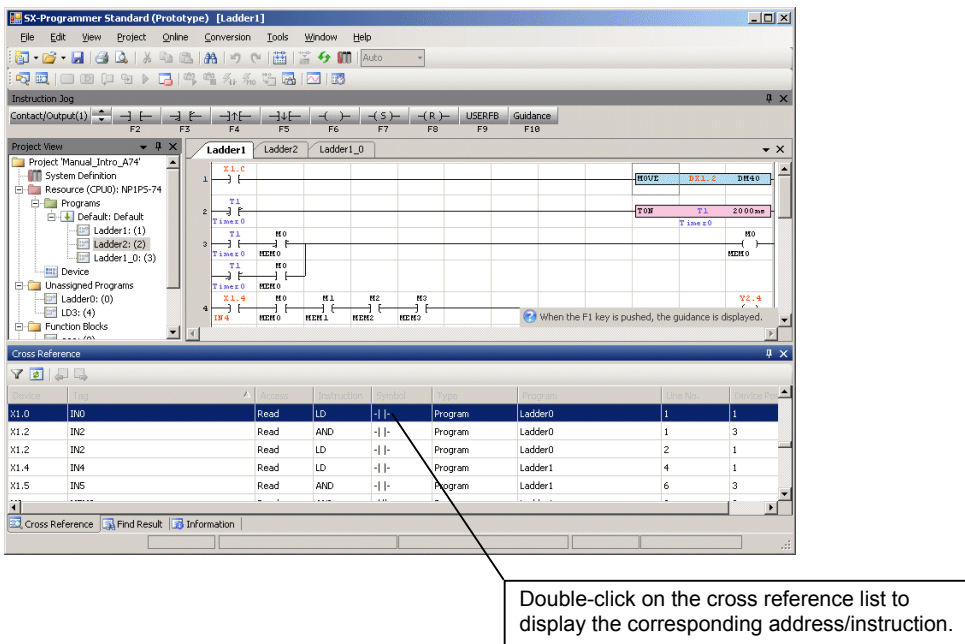 SX-Programmer Standard (Prototype) [Ladder1]
File Edit View Project Online Conversion Tools Window Help
Auto
Instruction Jog
Contact/Output(1) ( ) ( S ) ( R ) USERFB Guidance
F2 F3 F4 F5 F6 F7 F8 F9 F10
Project View
Project 'Manual_Intro_A74'
System Definition
Resource (CPU0): NP1PS-74
Programs
Default: Default
Ladder1: (1)
Ladder2: (2)
Ladder1_0: (3)
Device
Unassigned Programs
Ladder0: (0)
LD3: (4)
Function Blocks
Ladder1 Ladder2 Ladder1_0
X1.C
1 MOVE DX1.2 DM40
T1
2 TON T1 2000ms
Timer0 Timer0
T1 M0 M0
3 ( )
Timer0 MEM0 MEM0
T1 M0
Timer0 MEM0
X1.4 M0 M1 M2 M3 Y2.4
4
IN4 MEM0 MEM1 MEM2 MEM3
When the F1 key is pushed, the guidance is displayed.
Cross Reference
Device Tag Access Instruction Symbol Type Program Line No.
X1.0 IN0 Read LD -| |- Program Ladder0 1 1
X1.2 IN2 Read AND -| |- Program Ladder0 1 3
X1.2 IN2 Read LD -| |- Program Ladder0 2 1
X1.4 IN4 Read LD -| |- Program Ladder1 4 1
X1.5 IN5 Read AND -| |- Program Ladder1 6 3
Cross Reference Find Result Information
Double-click on the cross reference list to
display the corresponding address/instruction.